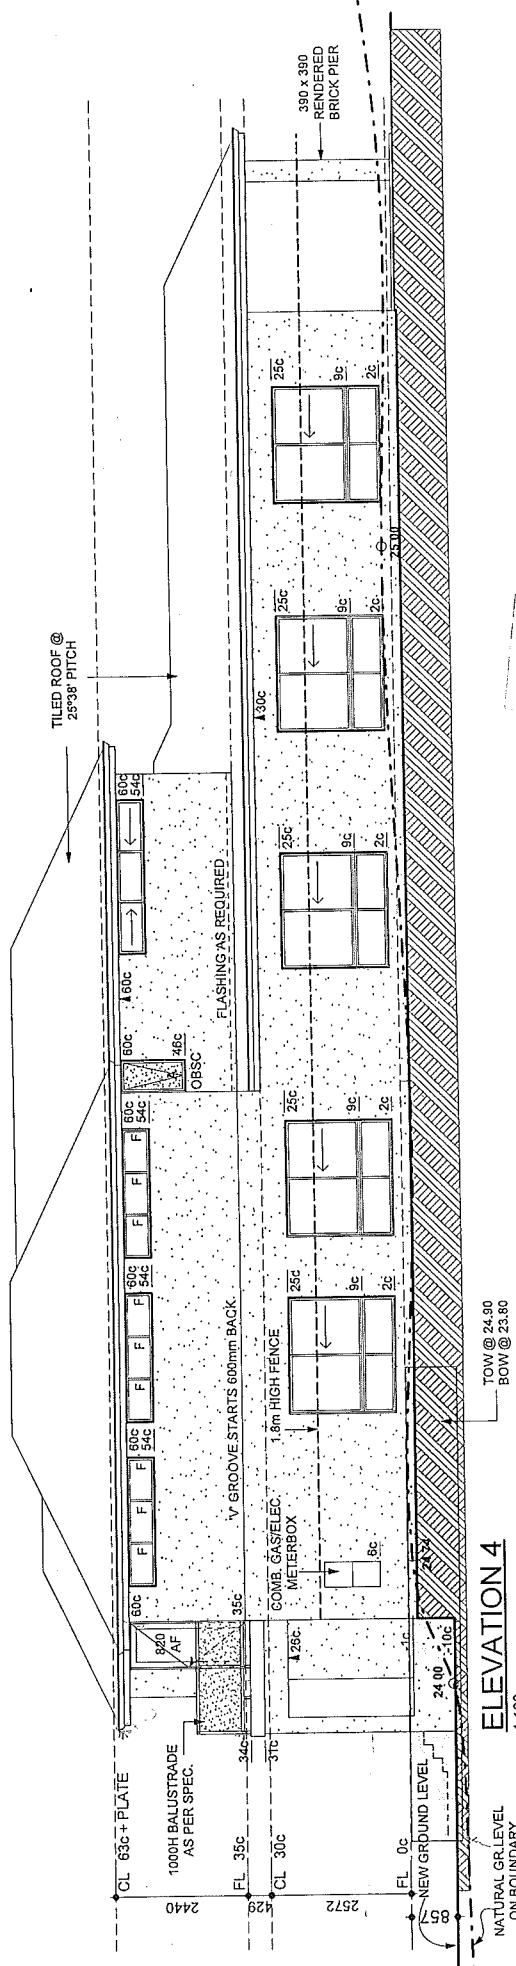 TILED ROOF @
25°38' PITCH
390 x 390
RENDERED
BRICK PIER
CL 63c + PLATE
2440
1000H BALUSTRADE
AS PER SPEC.
FL 35c
429
CL 30c
2572
FL 0c
NEW GROUND LEVEL
857
NATURAL GR.LEVEL
ON BOUNDARY
34c
31c
60c
820
AF
35c
F F F
60c
54c
F F F
60c
54c
F F F
60c
54c
60c
46c
A
OBSC
60c
60c
54c
'V' GROOVE STARTS 600mm BACK
FLASHING AS REQUIRED
COMB. GAS/ELEC.
METERBOX
6c
1.8m HIGH FENCE
26c
1c
10c
24 00
24.74
25c
9c
2c
25c
9c
2c
25c
9c
2c
30c
25c
9c
2c
25c
9c
2c
25.00
TOW @ 24.80
BOW @ 23.80
ELEVATION 4